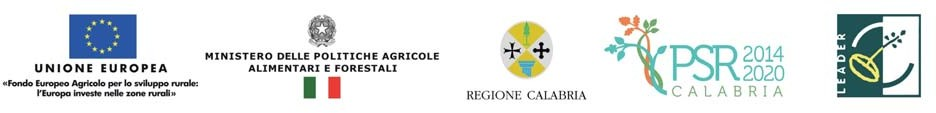 UNIONE EUROPEA
«Fondo Europeo Agricolo per lo sviluppo rurale:
l'Europa investe nelle zone rurali»
MINISTERO DELLE POLITICHE AGRICOLE
ALIMENTARI E FORESTALI
REGIONE CALABRIA
PSR 2014
2020
CALABRIA
LEADER